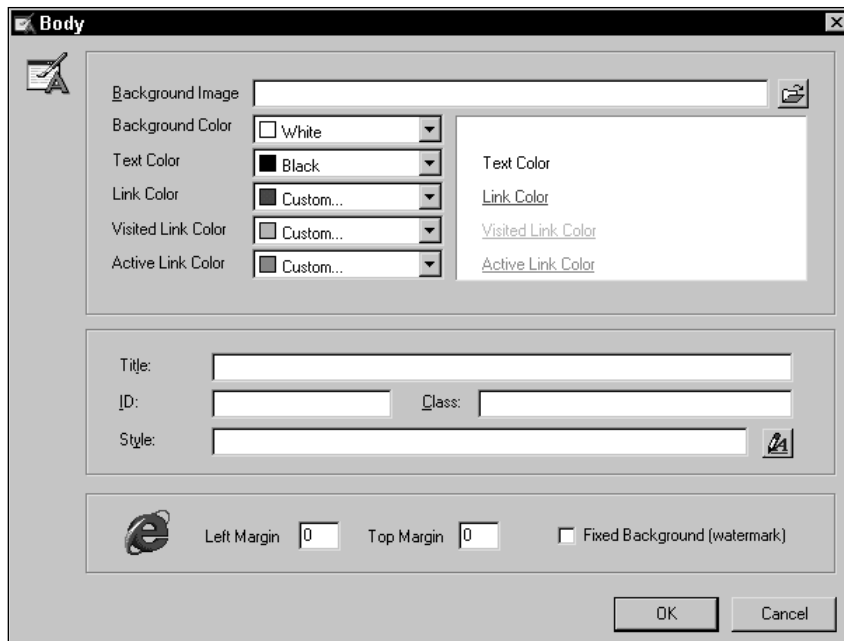 Body
Background Image
Background Color White
Text Color Black Text Color
Link Color Custom... Link Color
Visited Link Color Custom... Visited Link Color
Active Link Color Custom... Active Link Color
Title:
ID: Class:
Style:
Left Margin 0 Top Margin 0 Fixed Background (watermark)
OK Cancel